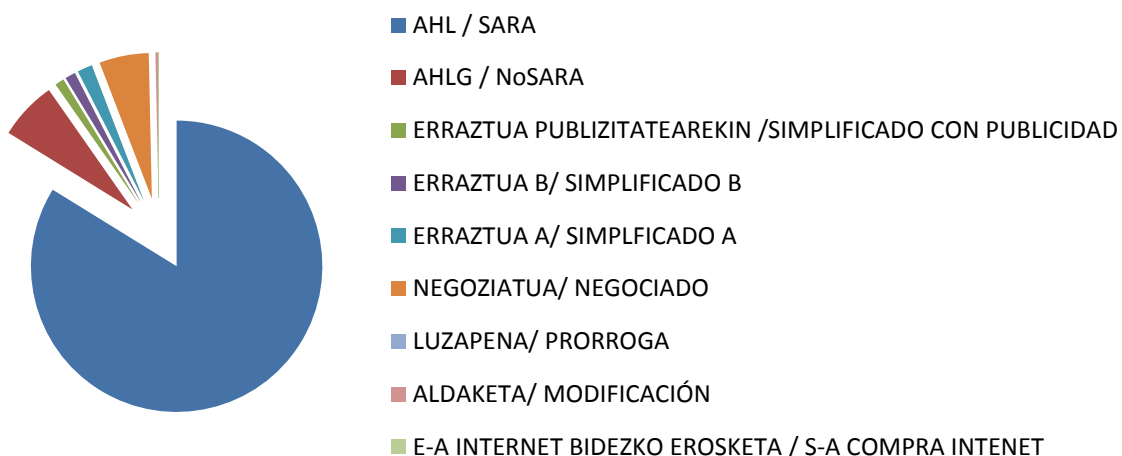 AHL / SARA
AHLG / NoSARA
ERRAZTUA PUBLIZITATEAREKIN /SIMPLIFICADO CON PUBLICIDAD
ERRAZTUA B/ SIMPLIFICADO B
ERRAZTUA A/ SIMPLFICADO A
NEGOZIATUA/ NEGOCIADO
LUZAPENA/ PRORROGA
ALDAKETA/ MODIFICACIÓN
E-A INTERNET BIDEZKO EROSKETA / S-A COMPRA INTENET